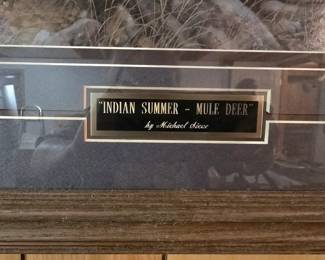 "INDIAN SUMMER - MULE DEER"
by Michael Sieve